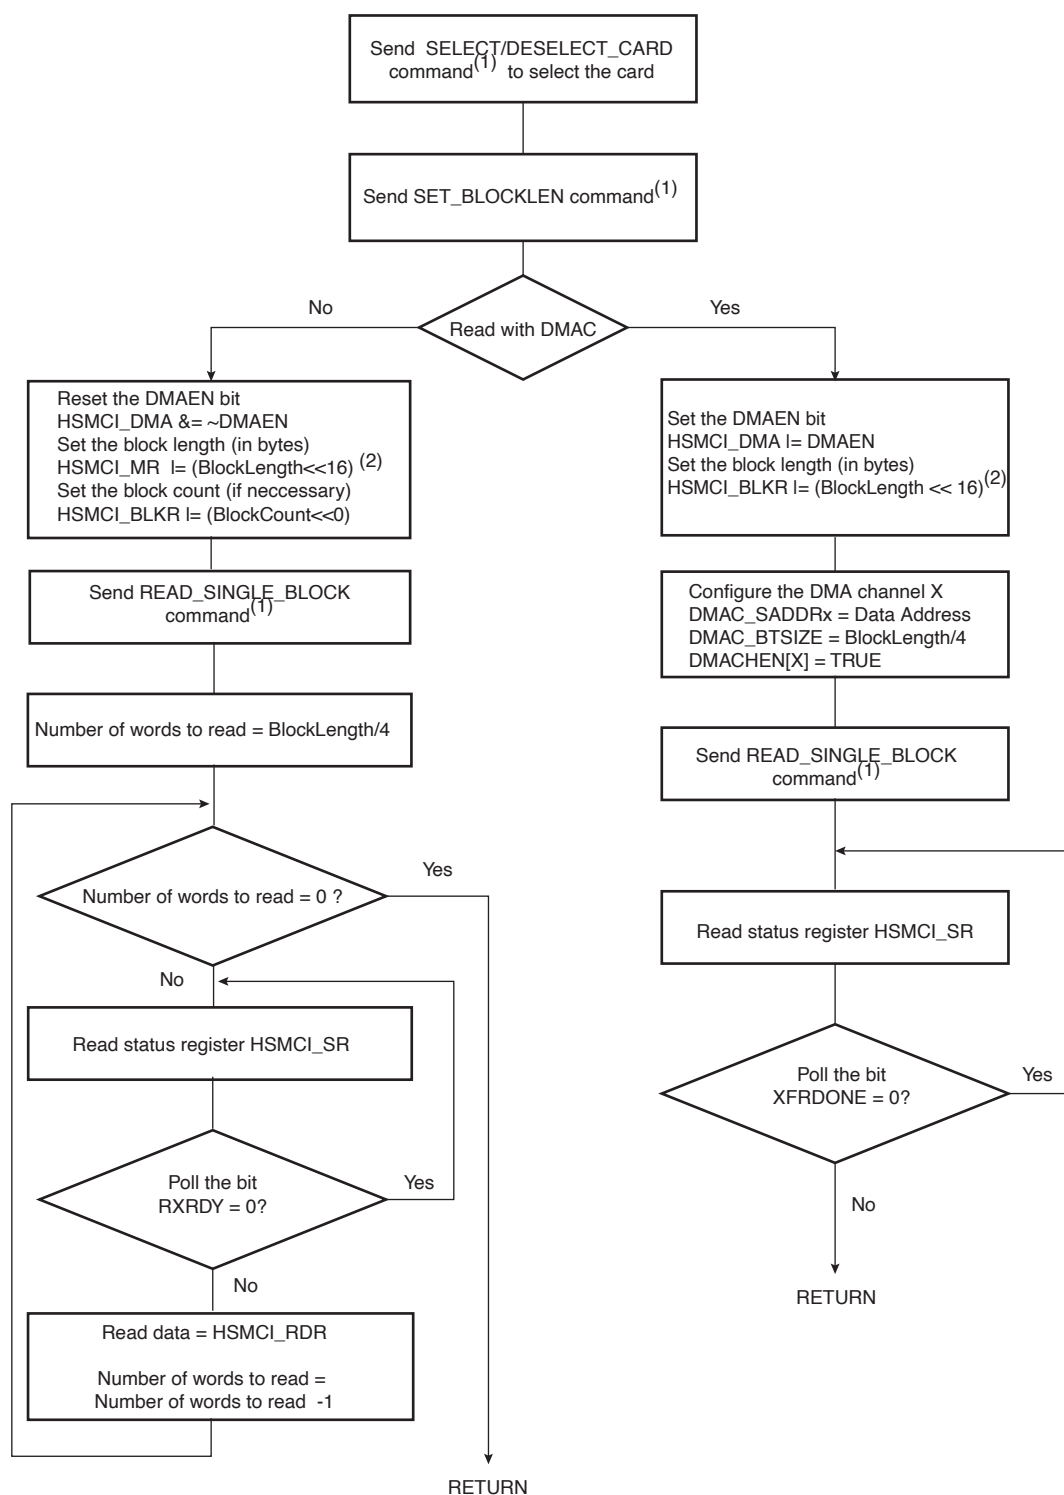 Send SELECT/DESELECT_CARD
command(1) to select the card
Send SET_BLOCKLEN command(1)
No
Yes
Read with DMAC
Reset the DMAEN bit
HSMCI_DMA &= ~DMAEN
Set the block length (in bytes)
HSMCI_MR |= (BlockLength<<16) (2)
Set the block count (if neccessary)
HSMCI_BLKR |= (BlockCount<<0)
Send READ_SINGLE_BLOCK
command(1)
Number of words to read = BlockLength/4
Number of words to read = 0 ?
Yes
No
Read status register HSMCI_SR
Poll the bit
RXRDY = 0?
Yes
No
Read data = HSMCI_RDR
Number of words to read =
Number of words to read -1
RETURN
Set the DMAEN bit
HSMCI_DMA |= DMAEN
Set the block length (in bytes)
HSMCI_BLKR |= (BlockLength << 16)(2)
Configure the DMA channel X
DMAC_SADDRx = Data Address
DMAC_BTSIZE = BlockLength/4
DMACHEN[X] = TRUE
Send READ_SINGLE_BLOCK
command(1)
Read status register HSMCI_SR
Poll the bit
XFRDONE = 0?
Yes
No
RETURN